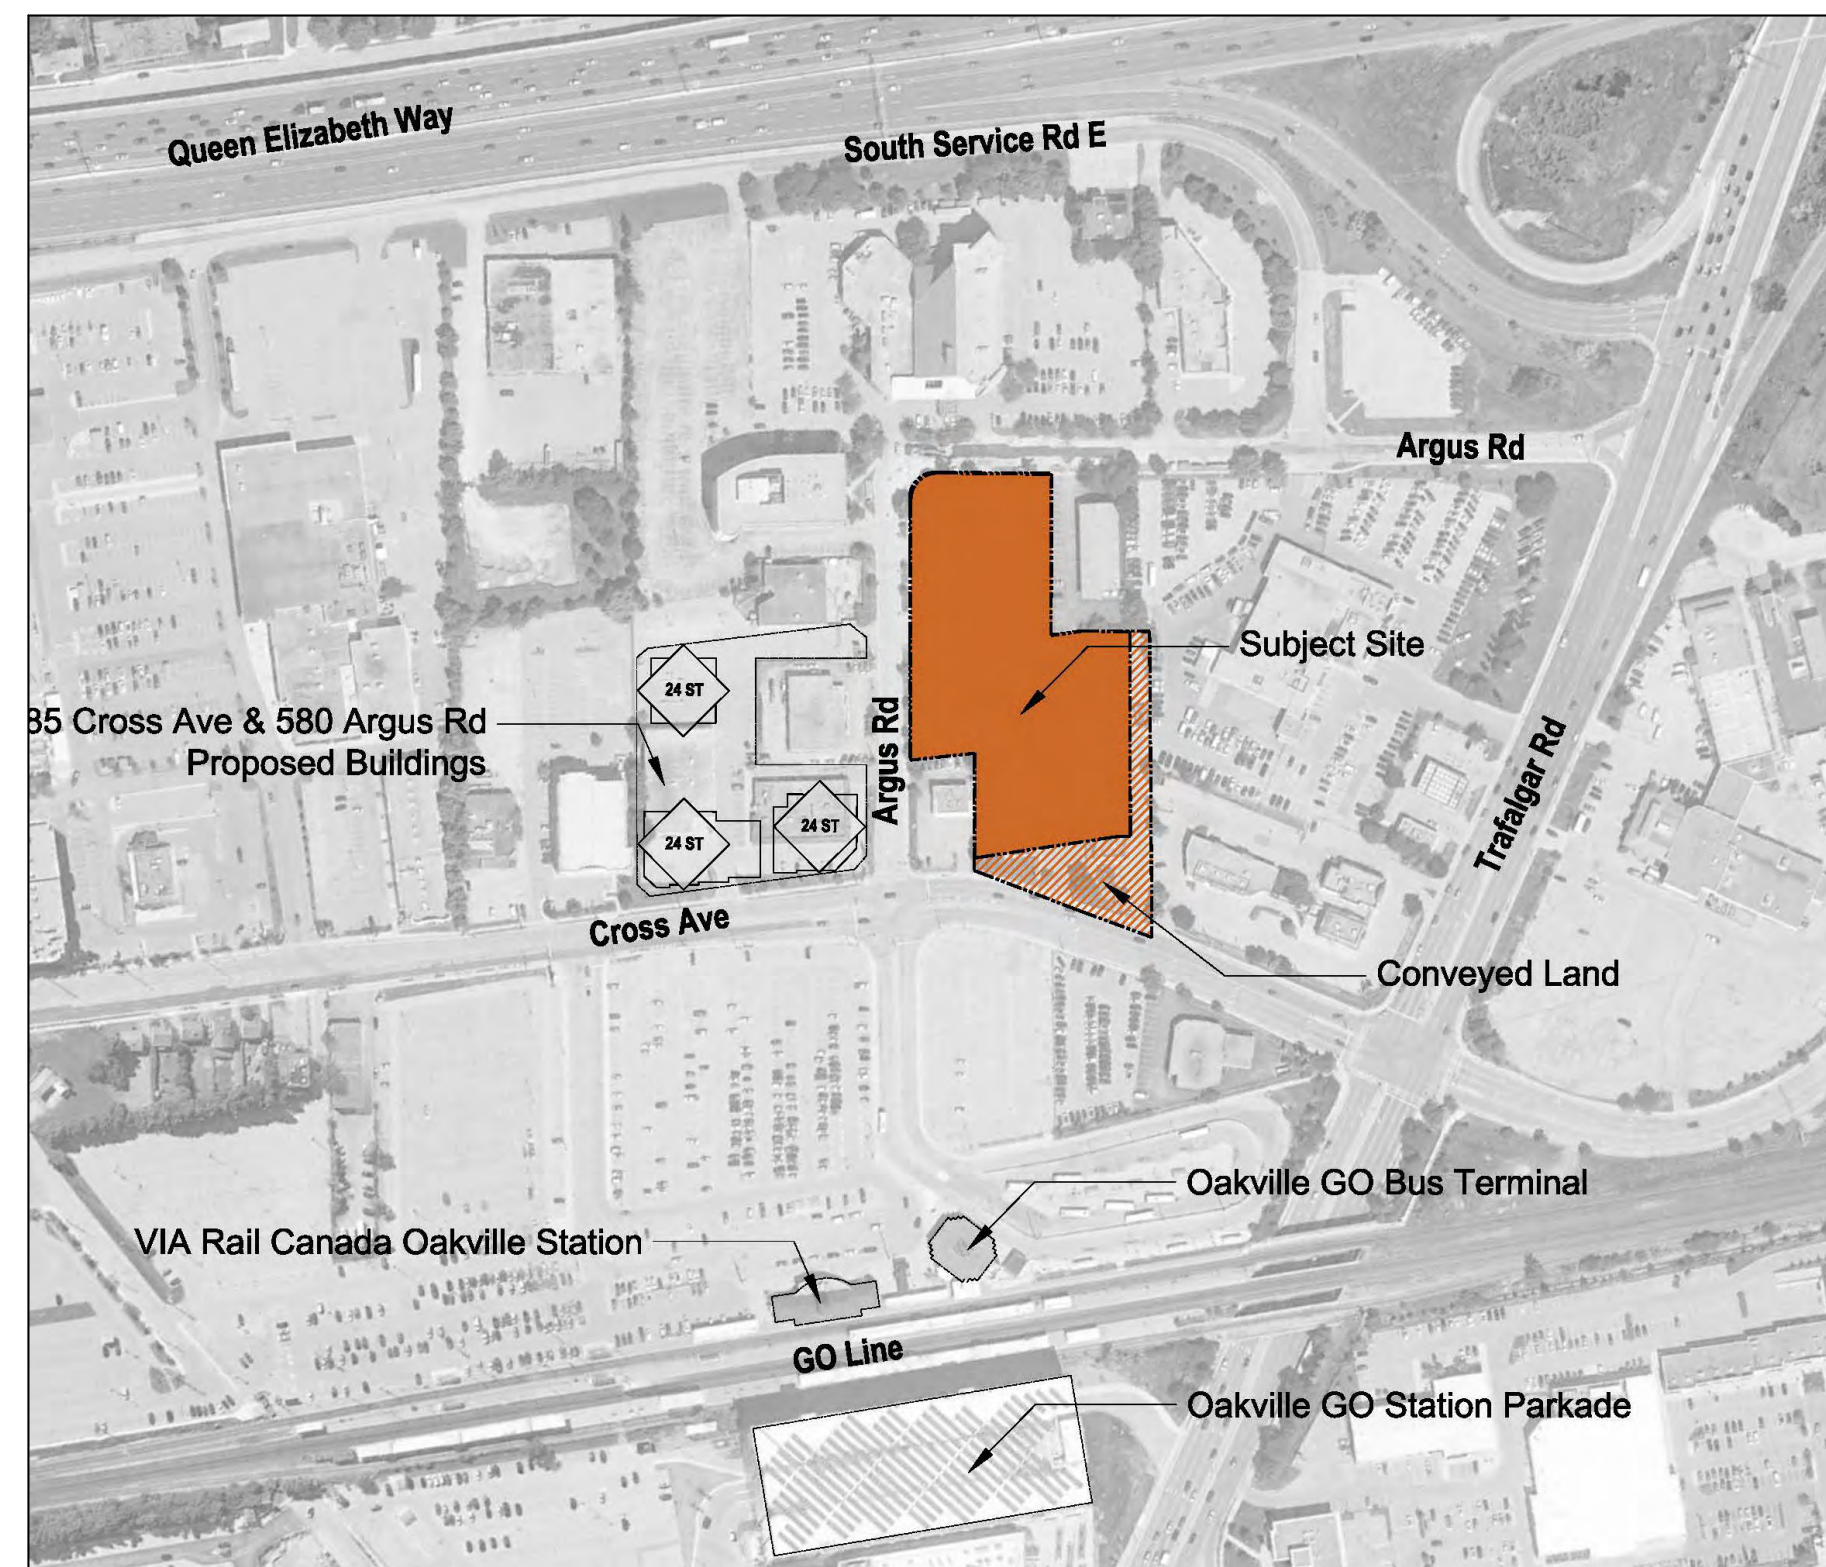 Queen Elizabeth Way
South Service Rd E
Argus Rd
Subject Site
24 ST
85 Cross Ave & 580 Argus Rd
Proposed Buildings
Argus Rd
24 ST
24 ST
Trafalgar Rd
Cross Ave
Conveyed Land
Oakville GO Bus Terminal
VIA Rail Canada Oakville Station
GO Line
Oakville GO Station Parkade